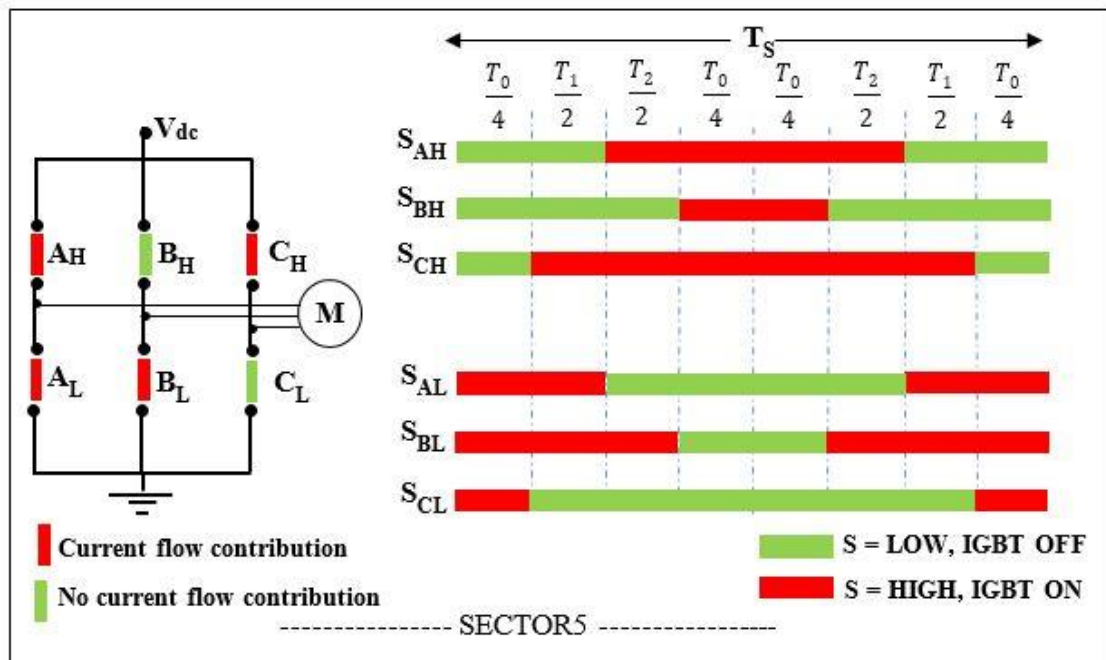 T_S
T_0/4 T_1/2 T_2/2 T_0/4 T_0/4 T_2/2 T_1/2 T_0/4
V_dc
S_AH
S_BH
S_CH
A_H B_H C_H
M
A_L B_L C_L
S_AL
S_BL
S_CL
Current flow contribution
No current flow contribution
S = LOW, IGBT OFF
S = HIGH, IGBT ON
---------------- SECTOR5 -------------------